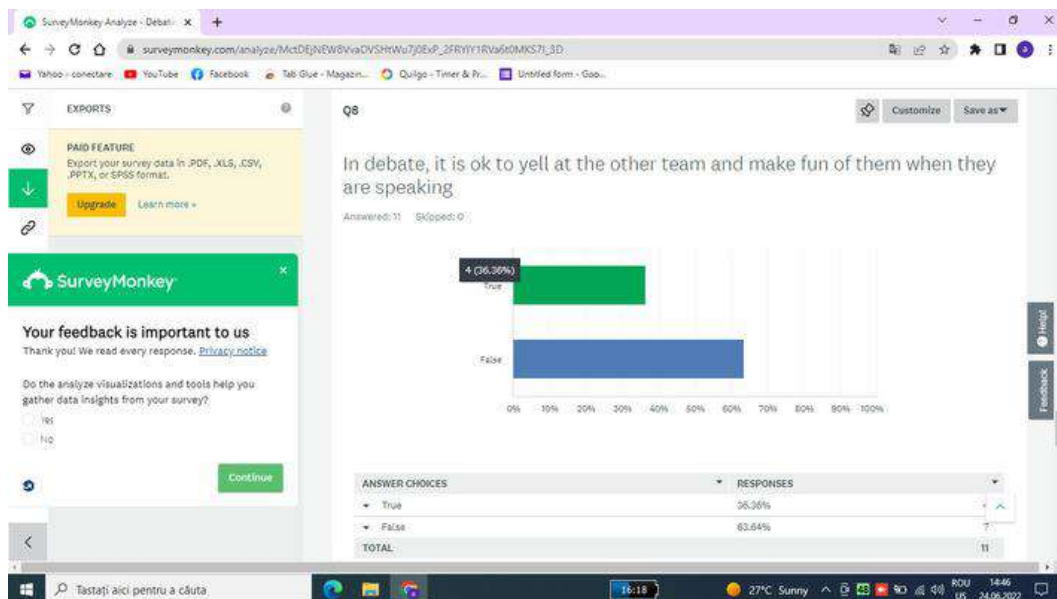 SurveyMonkey Analyze - Debat
surveymonkey.com/analyze/
Yahoo - conectare YouTube Facebook Tab Glue - Magazin... Quilgo - Timer & Pr... Untitled form - Goo...
EXPORTS
PAID FEATURE
Export your survey data in .PDF, .XLS, .CSV,
.PPTX, or SPSS format.
Upgrade Learn more »
SurveyMonkey
Your feedback is important to us
Thank you! We read every response. Privacy notice
Do the analyze visualizations and tools help you
gather data insights from your survey?
Yes
No
Continue
Q8
Customize Save as
In debate, it is ok to yell at the other team and make fun of them when they
are speaking
Answered: 11 Skipped: 0
4 (36.36%)
True
False
0% 10% 20% 30% 40% 50% 60% 70% 80% 90% 100%
ANSWER CHOICES RESPONSES
True 36.36%
False 63.64% 7
TOTAL 11
Help!
Feedback
Tastați aici pentru a căuta
16:18
27°C Sunny
ROU 14:46
US 24.06.2022